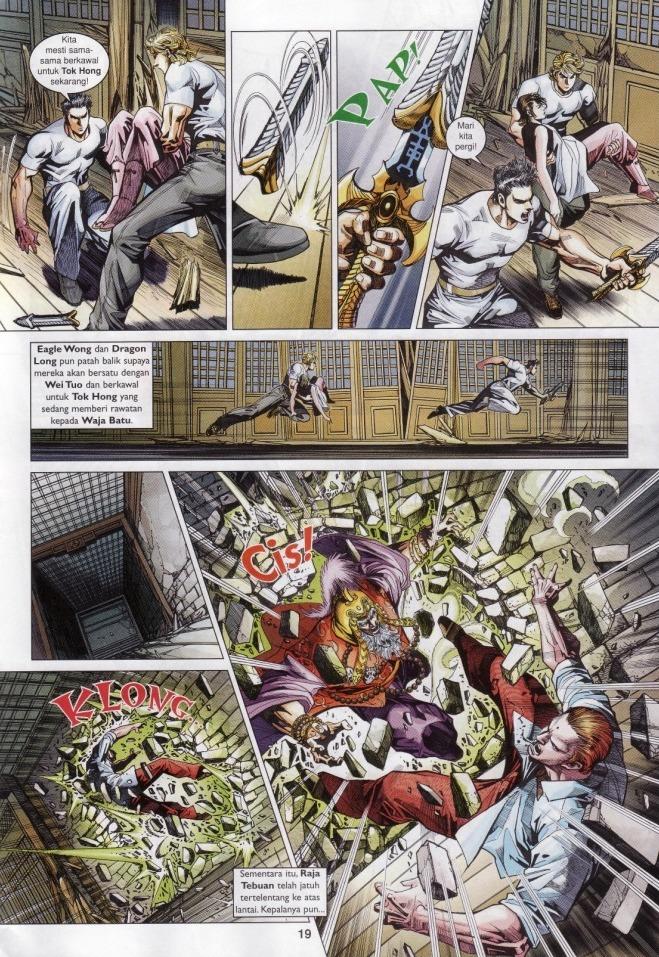 Kita
mesti sama-
sama berkawal
untuk Tok Hong
sekarang!
PAP!
Mari
kita
pergi!
Eagle Wong dan Dragon
Long pun patah balik supaya
mereka akan bersatu dengan
Wei Tuo dan berkawal
untuk Tok Hong yang
sedang memberi rawatan
kepada Waja Batu.
Cis!
KLONG
Sementara itu, Raja
Tebuan telah jatuh
tertelentang ke atas
lantai. Kepalanya pun...
19